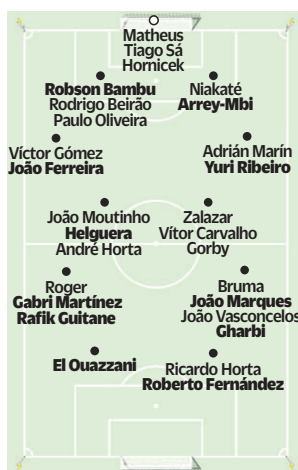 Matheus
Tiago Sá
Hornicek
Robson Bambu
Rodrigo Beirão
Paulo Oliveira
Niakaté
Arrey-Mbi
Víctor Gómez
João Ferreira
Adrián Marín
Yuri Ribeiro
João Moutinho
Helguera
André Horta
Zalazar
Vítor Carvalho
Gorby
Roger
Gabri Martínez
Rafik Guitane
Bruma
João Marques
João Vasconcelos
Gharbi
El Ouazzani
Ricardo Horta
Roberto Fernández